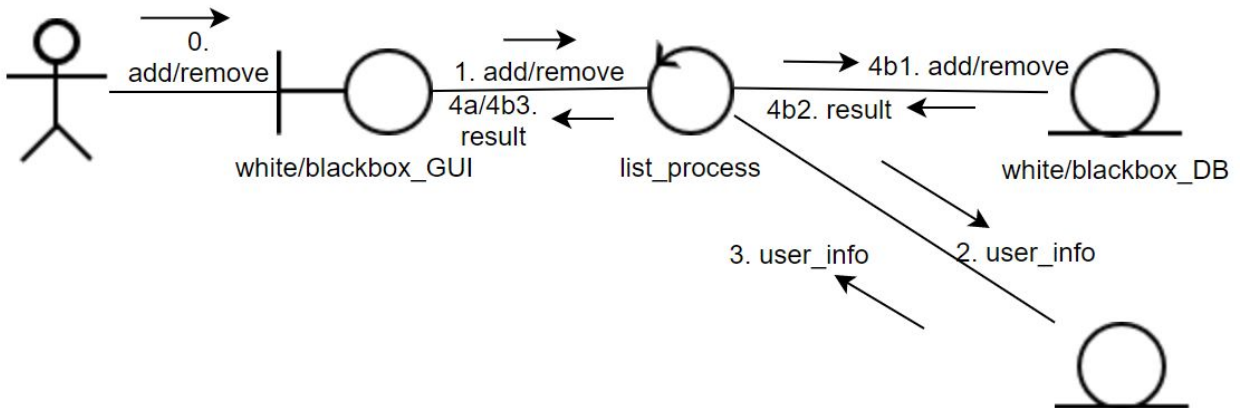 0.
add/remove
1. add/remove
4a/4b3.
result
4b1. add/remove
4b2. result
white/blackbox_GUI
list_process
white/blackbox_DB
3. user_info
2. user_info